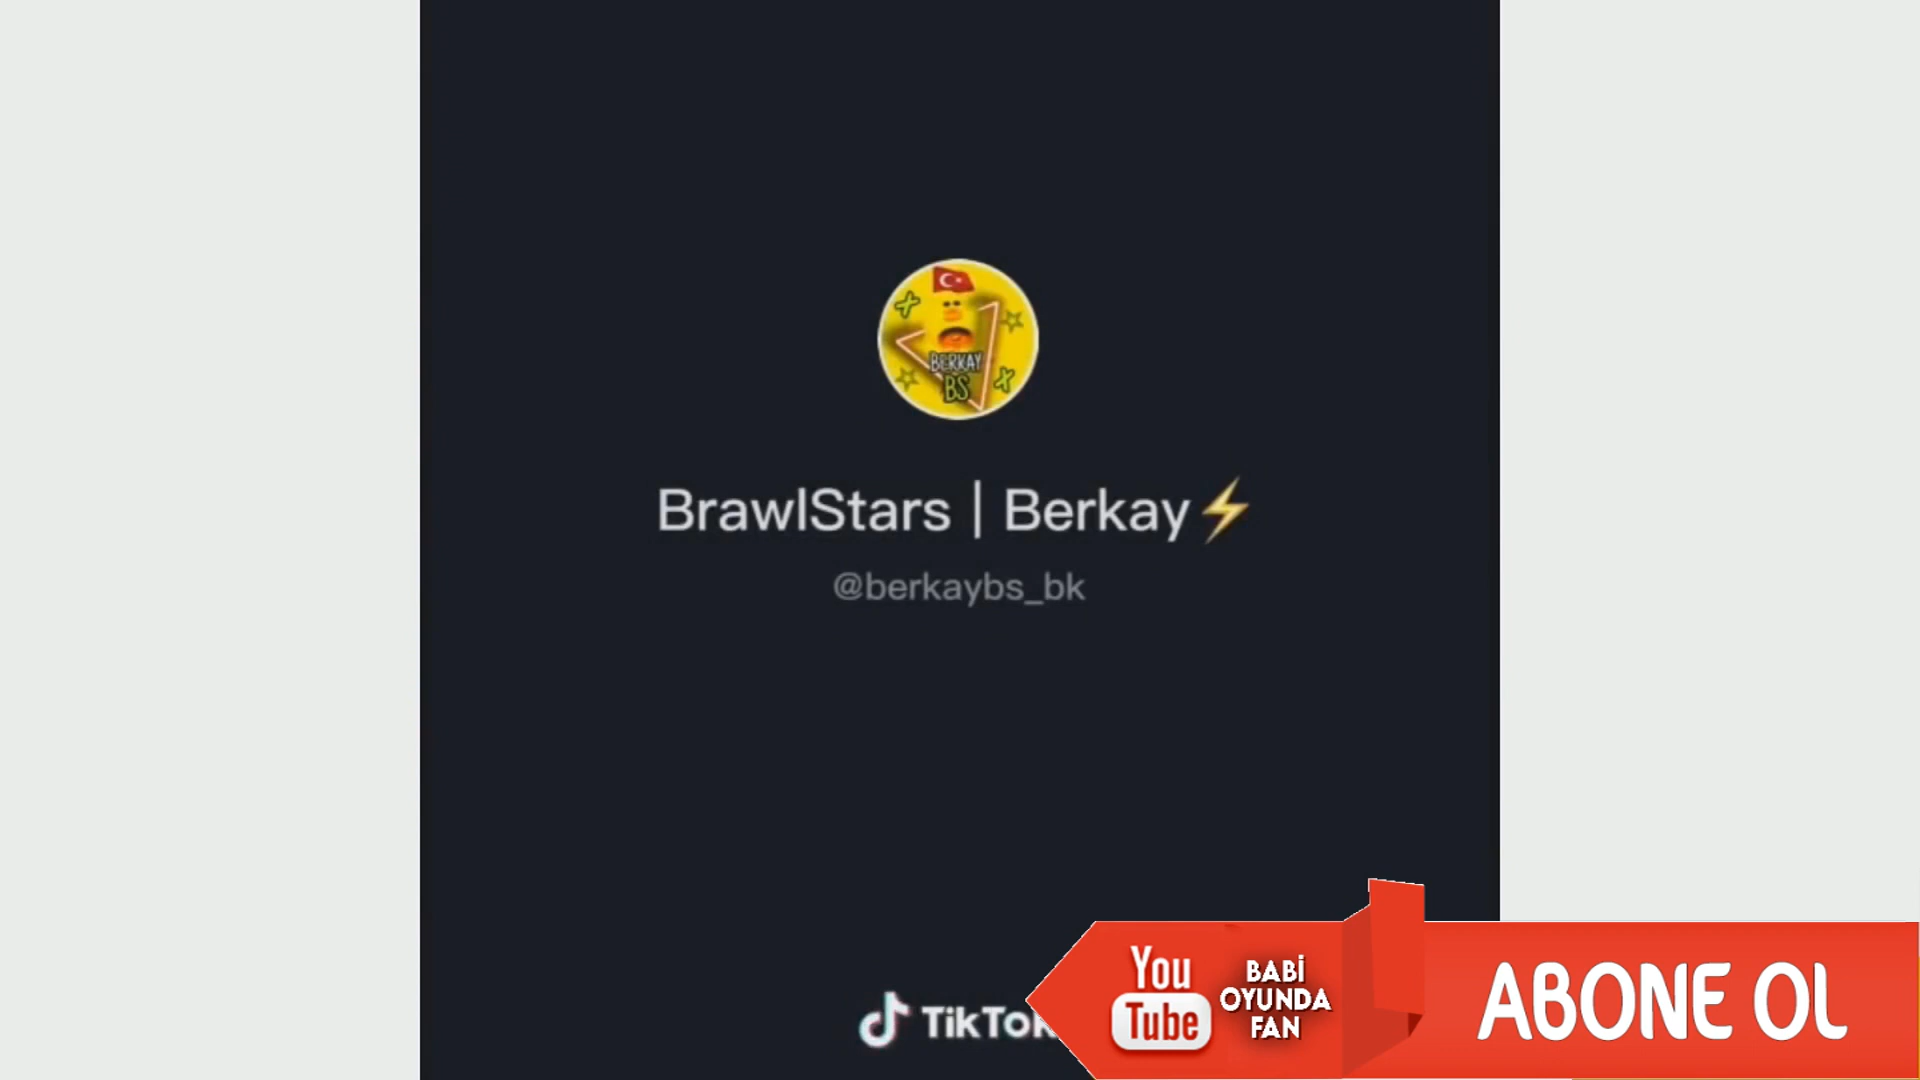 BERKAY
BS
BrawlStars | Berkay⚡
@berkaybs_bk
TikTok
You
Tube
BABİ
OYUNDA
FAN
ABONE OL